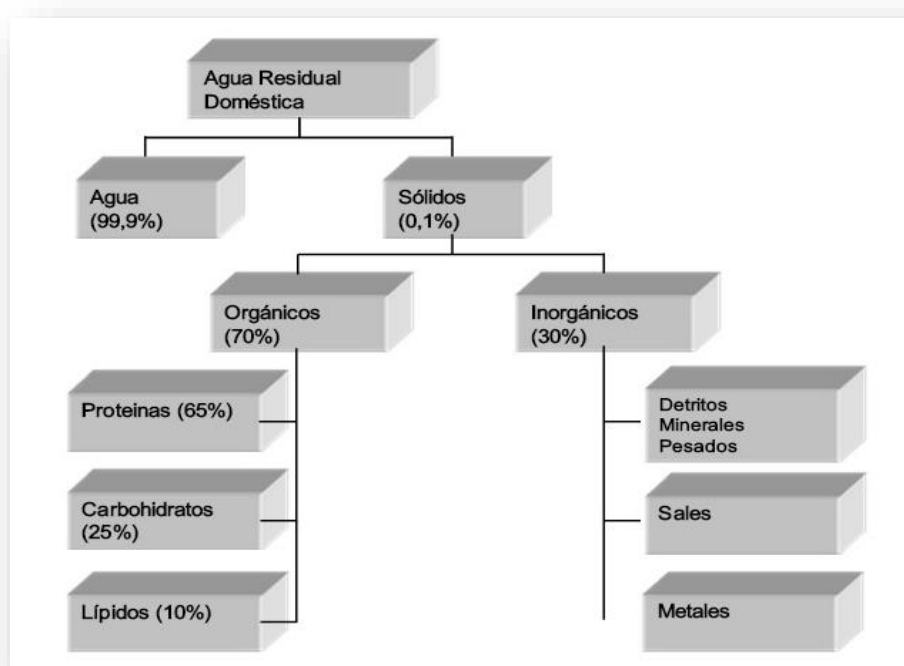 Agua Residual
Doméstica
Agua
(99,9%)
Sólidos
(0,1%)
Orgánicos
(70%)
Inorgánicos
(30%)
Proteinas (65%)
Carbohidratos
(25%)
Lípidos (10%)
Detritos
Minerales
Pesados
Sales
Metales